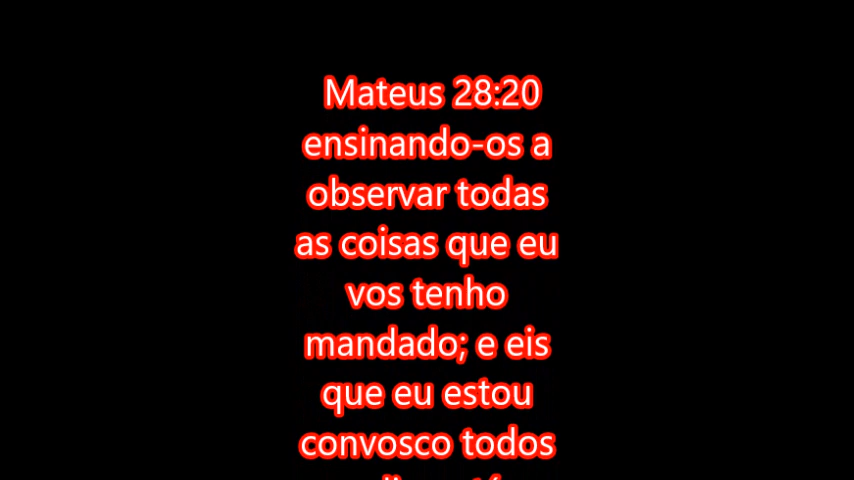 Mateus 28:20
ensinando-os a
observar todas
as coisas que eu
vos tenho
mandado; e eis
que eu estou
convosco todos